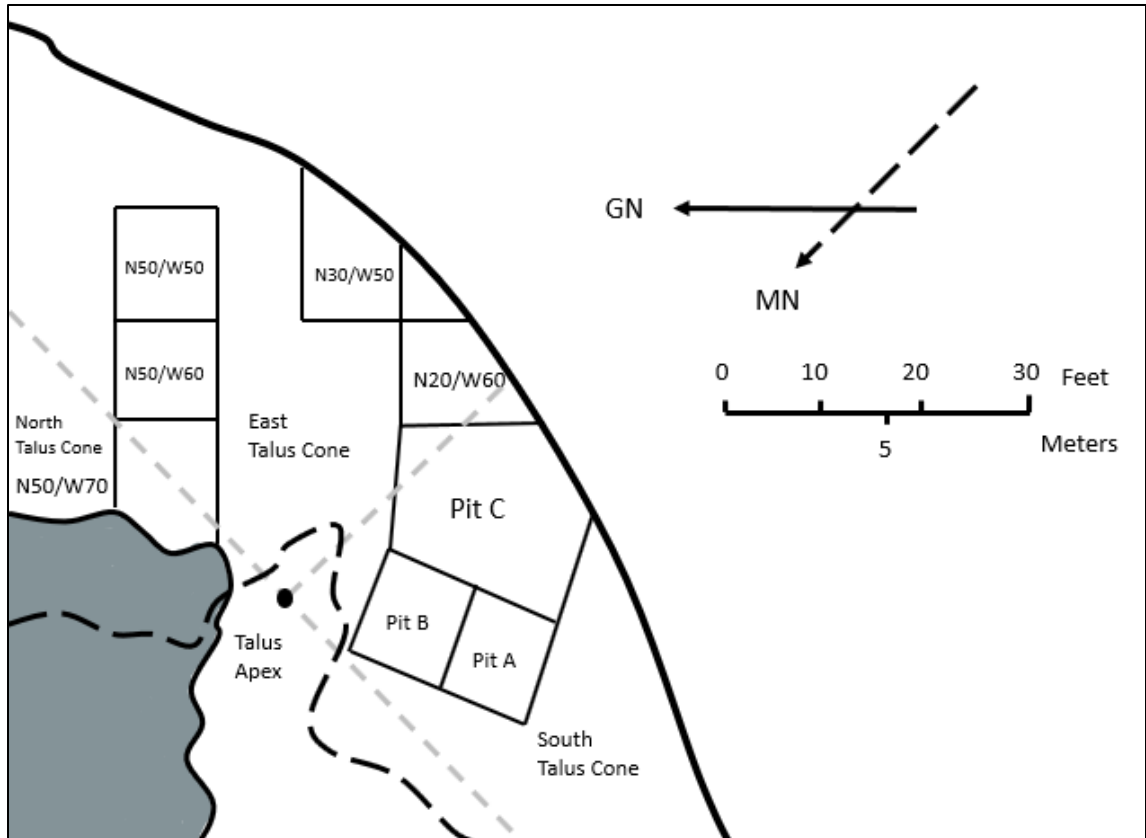 GN
MN
0 10 20 30 Feet
5 Meters
N50/W50
N30/W50
N50/W60
N20/W60
North
Talus Cone
N50/W70
East
Talus Cone
Pit C
Pit B
Pit A
Talus
Apex
South
Talus Cone